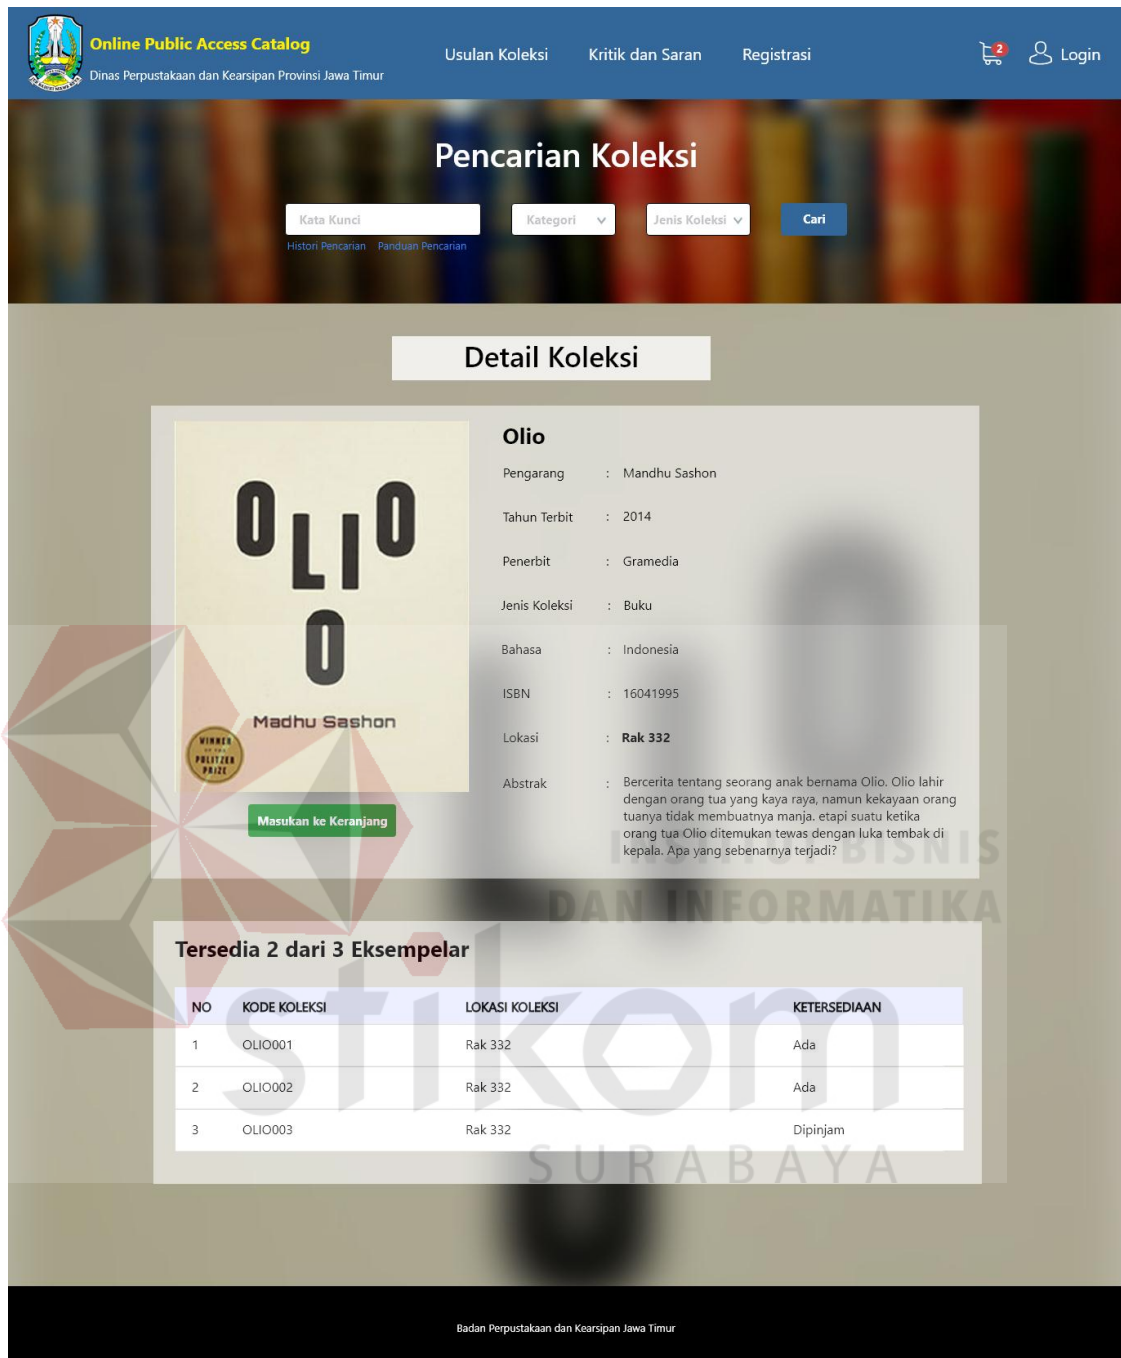 Online Public Access Catalog
Dinas Perpustakaan dan Kearsipan Provinsi Jawa Timur
Usulan Koleksi
Kritik dan Saran
Registrasi
2
Login
Pencarian Koleksi
Kata Kunci
Kategori
Jenis Koleksi
Cari
Histori Pencarian
Panduan Pencarian
Detail Koleksi
OLIO
O
Madhu Sashon
WINNER
OF THE
PULITZER
PRIZE
Masukan ke Keranjang
Olio
Pengarang : Mandhu Sashon
Tahun Terbit : 2014
Penerbit : Gramedia
Jenis Koleksi : Buku
Bahasa : Indonesia
ISBN : 16041995
Lokasi : Rak 332
Abstrak : Bercerita tentang seorang anak bernama Olio. Olio lahir
dengan orang tua yang kaya raya, namun kekayaan orang
tuanya tidak membuatnya manja. etapi suatu ketika
orang tua Olio ditemukan tewas dengan luka tembak di
kepala. Apa yang sebenarnya terjadi?
INSTITUT BISNIS
DAN INFORMATIKA
stikom
SURABAYA
Tersedia 2 dari 3 Eksempelar
NO KODE KOLEKSI LOKASI KOLEKSI KETERSEDIAAN
1 OLIO001 Rak 332 Ada
2 OLIO002 Rak 332 Ada
3 OLIO003 Rak 332 Dipinjam
Badan Perpustakaan dan Kearsipan Jawa Timur